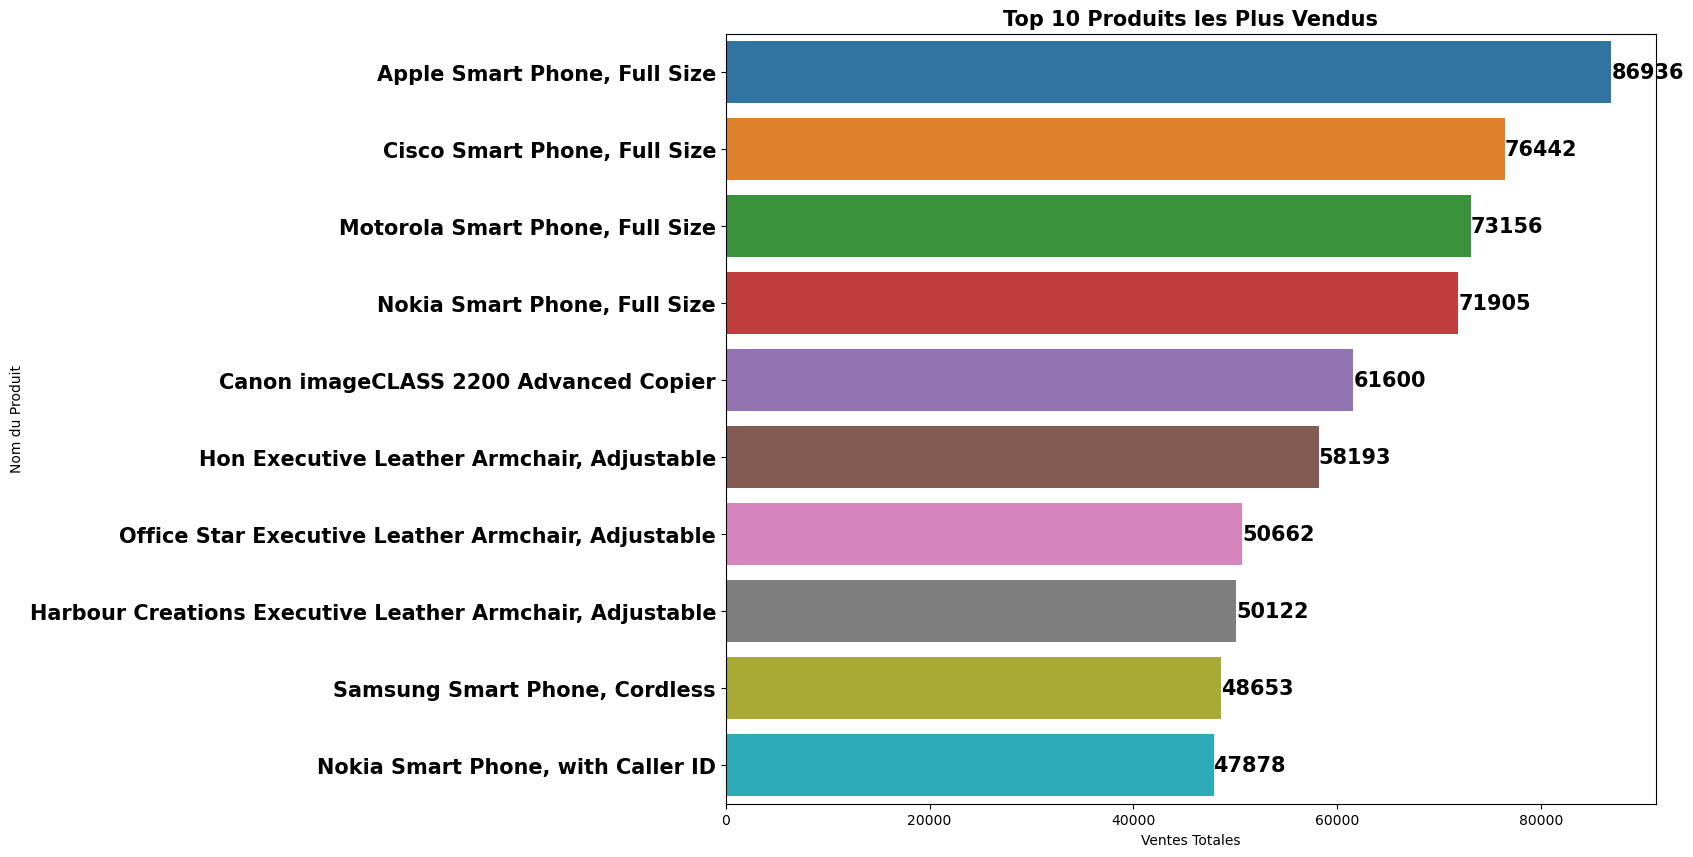 Top 10 Produits les Plus Vendus
Apple Smart Phone, Full Size 86936
Cisco Smart Phone, Full Size 76442
Motorola Smart Phone, Full Size 73156
Nokia Smart Phone, Full Size 71905
Canon imageCLASS 2200 Advanced Copier 61600
Hon Executive Leather Armchair, Adjustable 58193
Office Star Executive Leather Armchair, Adjustable 50662
Harbour Creations Executive Leather Armchair, Adjustable 50122
Samsung Smart Phone, Cordless 48653
Nokia Smart Phone, with Caller ID 47878
Nom du Produit
0 20000 40000 60000 80000
Ventes Totales